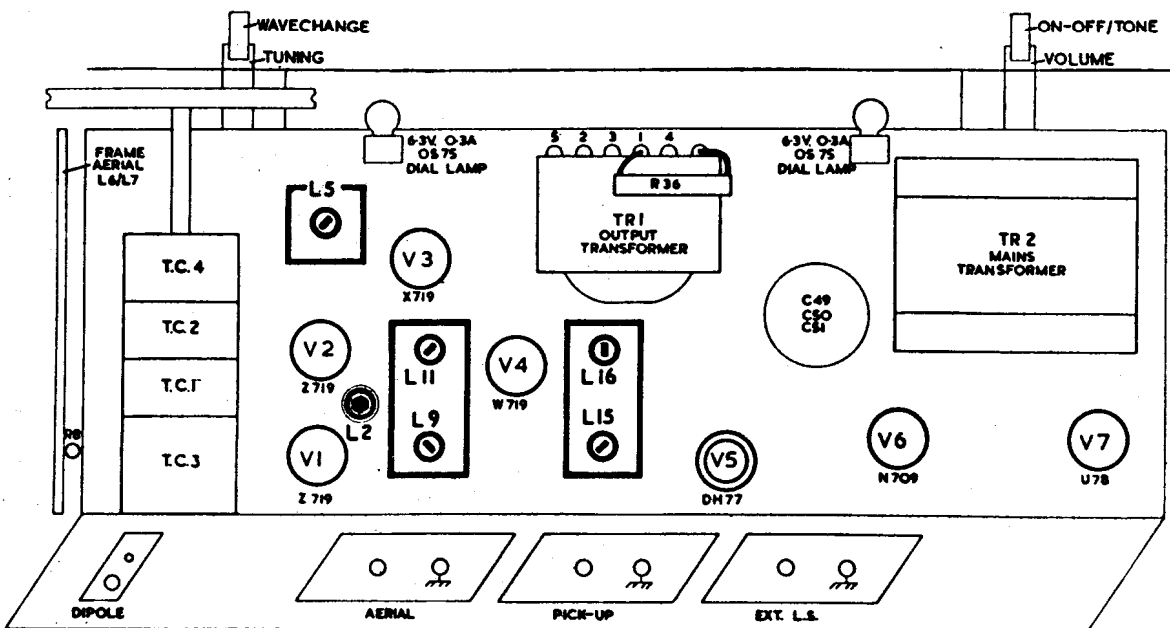 WAVECHANGE
TUNING
ON-OFF/TONE
VOLUME
FRAME
AERIAL
L6/L7
6·3V. 0·3A
OS 75
DIAL LAMP
5 2 3 1 4
R 36
TR1
OUTPUT
TRANSFORMER
6·3V. 0·3A
OS 75
DIAL LAMP
TR 2
MAINS
TRANSFORMER
L5
V3
X719
T.C.4
T.C.2
T.C.1
T.C.3
C49
C50
C51
V2
Z719
L11
V4
W719
L16
L2
L9
L15
V1
Z 719
V5
DH77
V6
N709
V7
U78
DIPOLE
AERIAL
PICK-UP
EXT. L.S.